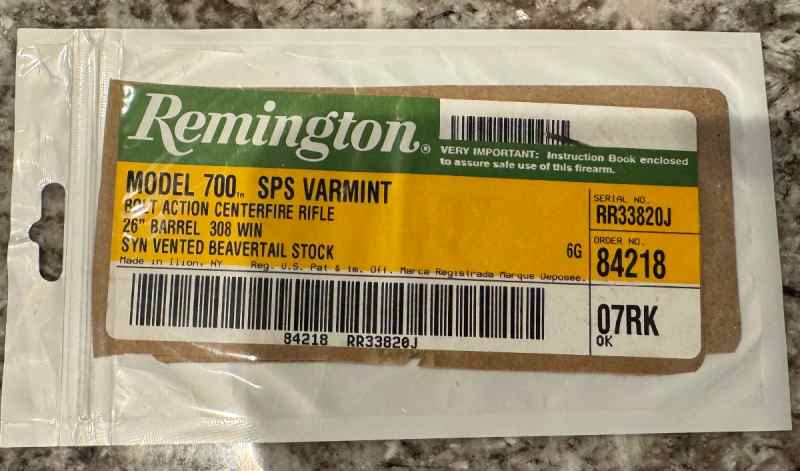 Remington®
VERY IMPORTANT: Instruction Book enclosed
to assure safe use of this firearm.
MODEL 700™ SPS VARMINT
BOLT ACTION CENTERFIRE RIFLE
26" BARREL 308 WIN
SYN VENTED BEAVERTAIL STOCK
6G
Made in Ilion, NY Reg. U.S. Pat & tm. Off. Marca Registrada Marque Deposee.
SERIAL NO.
RR33820J
ORDER NO.
84218
84218 RR33820J
07RK
OK